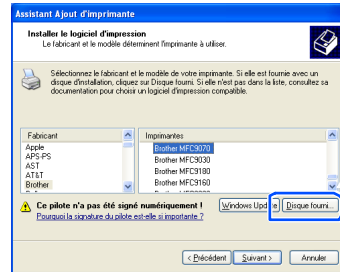 Assistant Ajout d'imprimante
Installer le logiciel d'impression
Le fabricant et le modèle déterminent l'imprimante à utiliser.
Sélectionnez le fabricant et le modèle de votre imprimante. Si elle est fournie avec un
disque d'installation, cliquez sur Disque fourni. Si elle n'est pas dans la liste, consultez sa
documentation pour choisir un logiciel d'impression compatible.
Fabricant
Apple
APS-PS
AST
AT&T
Brother
Imprimantes
Brother MFC9070
Brother MFC9030
Brother MFC9180
Brother MFC9160
Ce pilote n'a pas été signé numériquement !
Pourquoi la signature du pilote est-elle si importante ?
Windows Update
Disque fourni...
< Précédent
Suivant >
Annuler